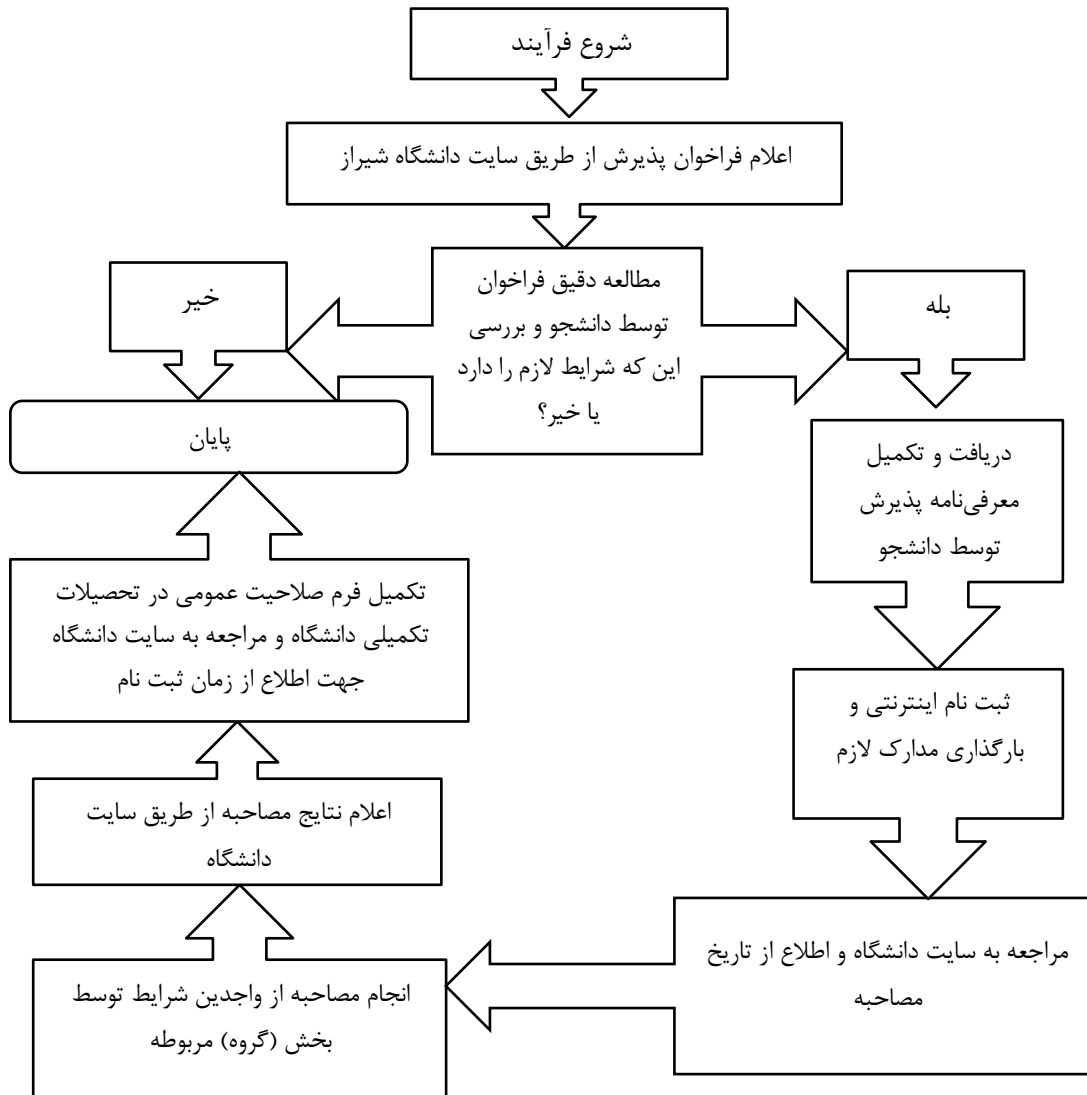 شروع فرآیند
اعلام فراخوان پذیرش از طریق سایت دانشگاه شیراز
مطالعه دقیق فراخوان
توسط دانشجو و بررسی
این که شرایط لازم را دارد
یا خیر؟
بله
خیر
پایان
دریافت و تکمیل
معرفی‌نامه پذیرش
توسط دانشجو
ثبت نام اینترنتی و
بارگذاری مدارک لازم
مراجعه به سایت دانشگاه و اطلاع از تاریخ
مصاحبه
انجام مصاحبه از واجدین شرایط توسط
بخش (گروه) مربوطه
اعلام نتایج مصاحبه از طریق سایت
دانشگاه
تکمیل فرم صلاحیت عمومی در تحصیلات
تکمیلی دانشگاه و مراجعه به سایت دانشگاه
جهت اطلاع از زمان ثبت نام